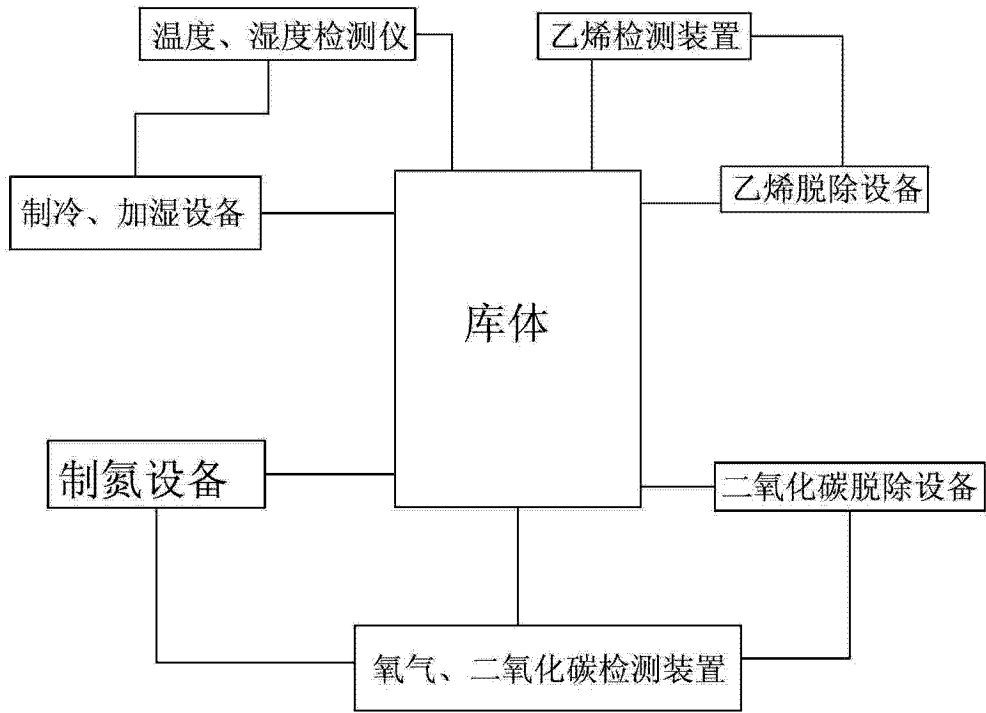 温度、湿度检测仪
乙烯检测装置
乙烯脱除设备
制冷、加湿设备
库体
制氮设备
二氧化碳脱除设备
氧气、二氧化碳检测装置